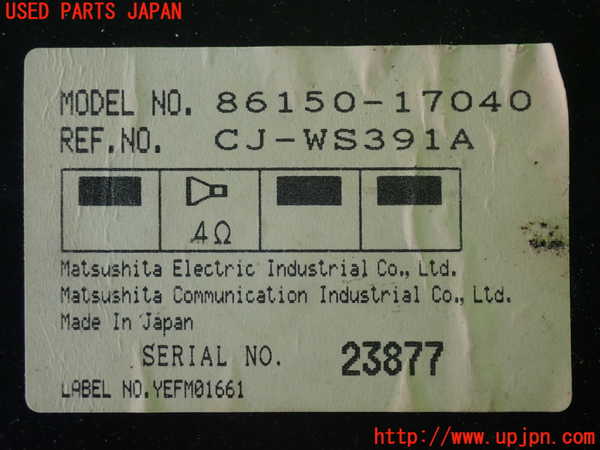 USED PARTS JAPAN
MODEL NO. 86150-17040
REF.NO. CJ-WS391A
4Ω
Matsushita Electric Industrial Co., Ltd.
Matsushita Communication Industrial Co., Ltd.
Made In Japan
SERIAL NO. 23877
LABEL NO.YEFM01661
http://www.upjpn.com/